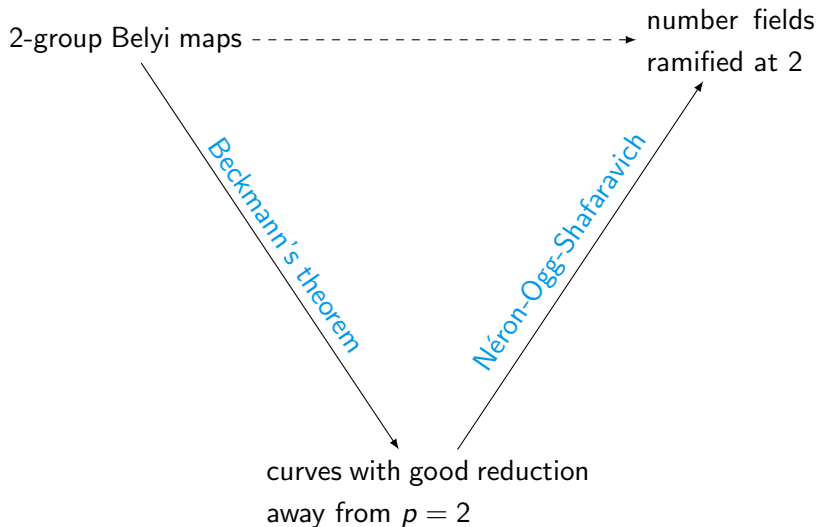 2-group Belyi maps
number fields
ramified at 2
Beckmann's theorem
Néron-Ogg-Shafaravich
curves with good reduction
away from p = 2